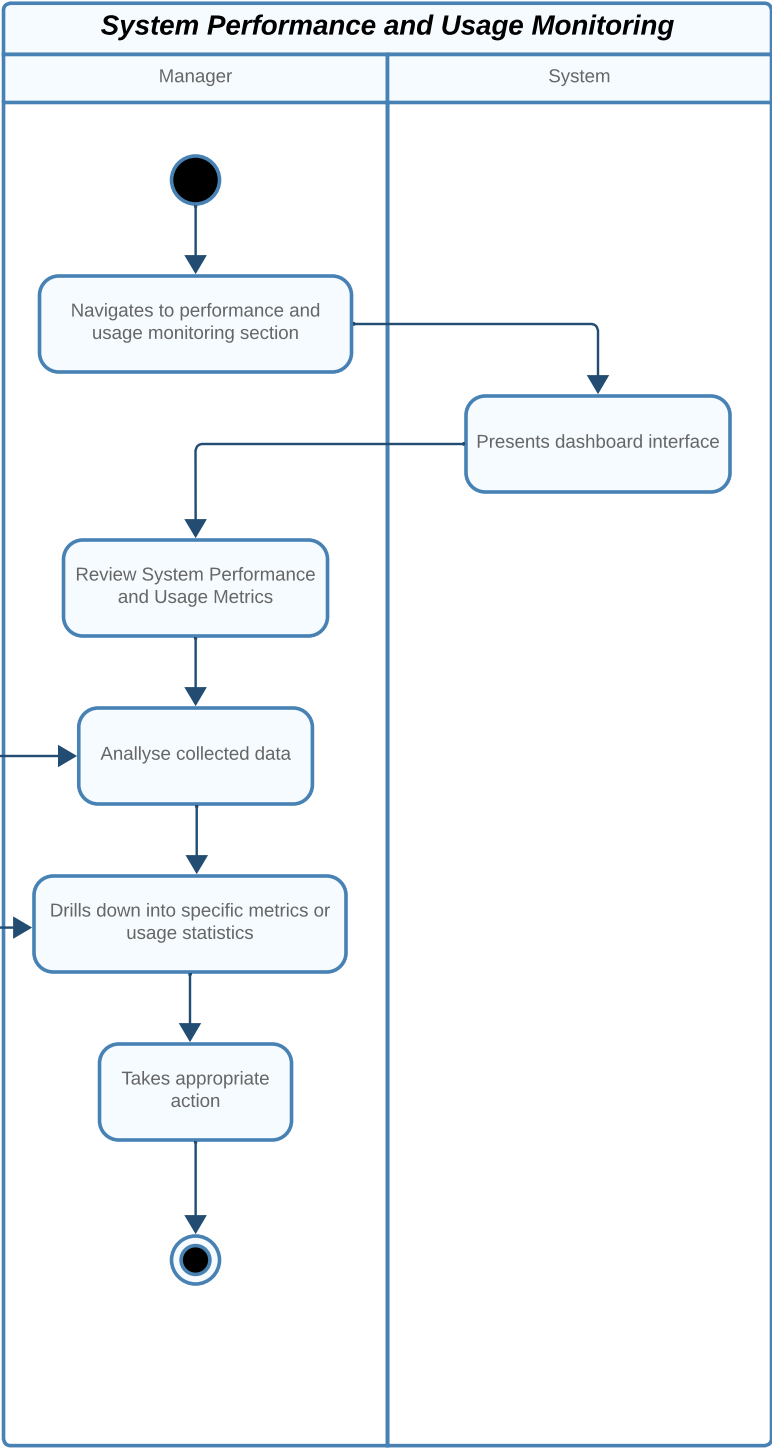 System Performance and Usage Monitoring
Manager
System
Navigates to performance and
usage monitoring section
Presents dashboard interface
Review System Performance
and Usage Metrics
Anallyse collected data
Drills down into specific metrics or
usage statistics
Takes appropriate
action